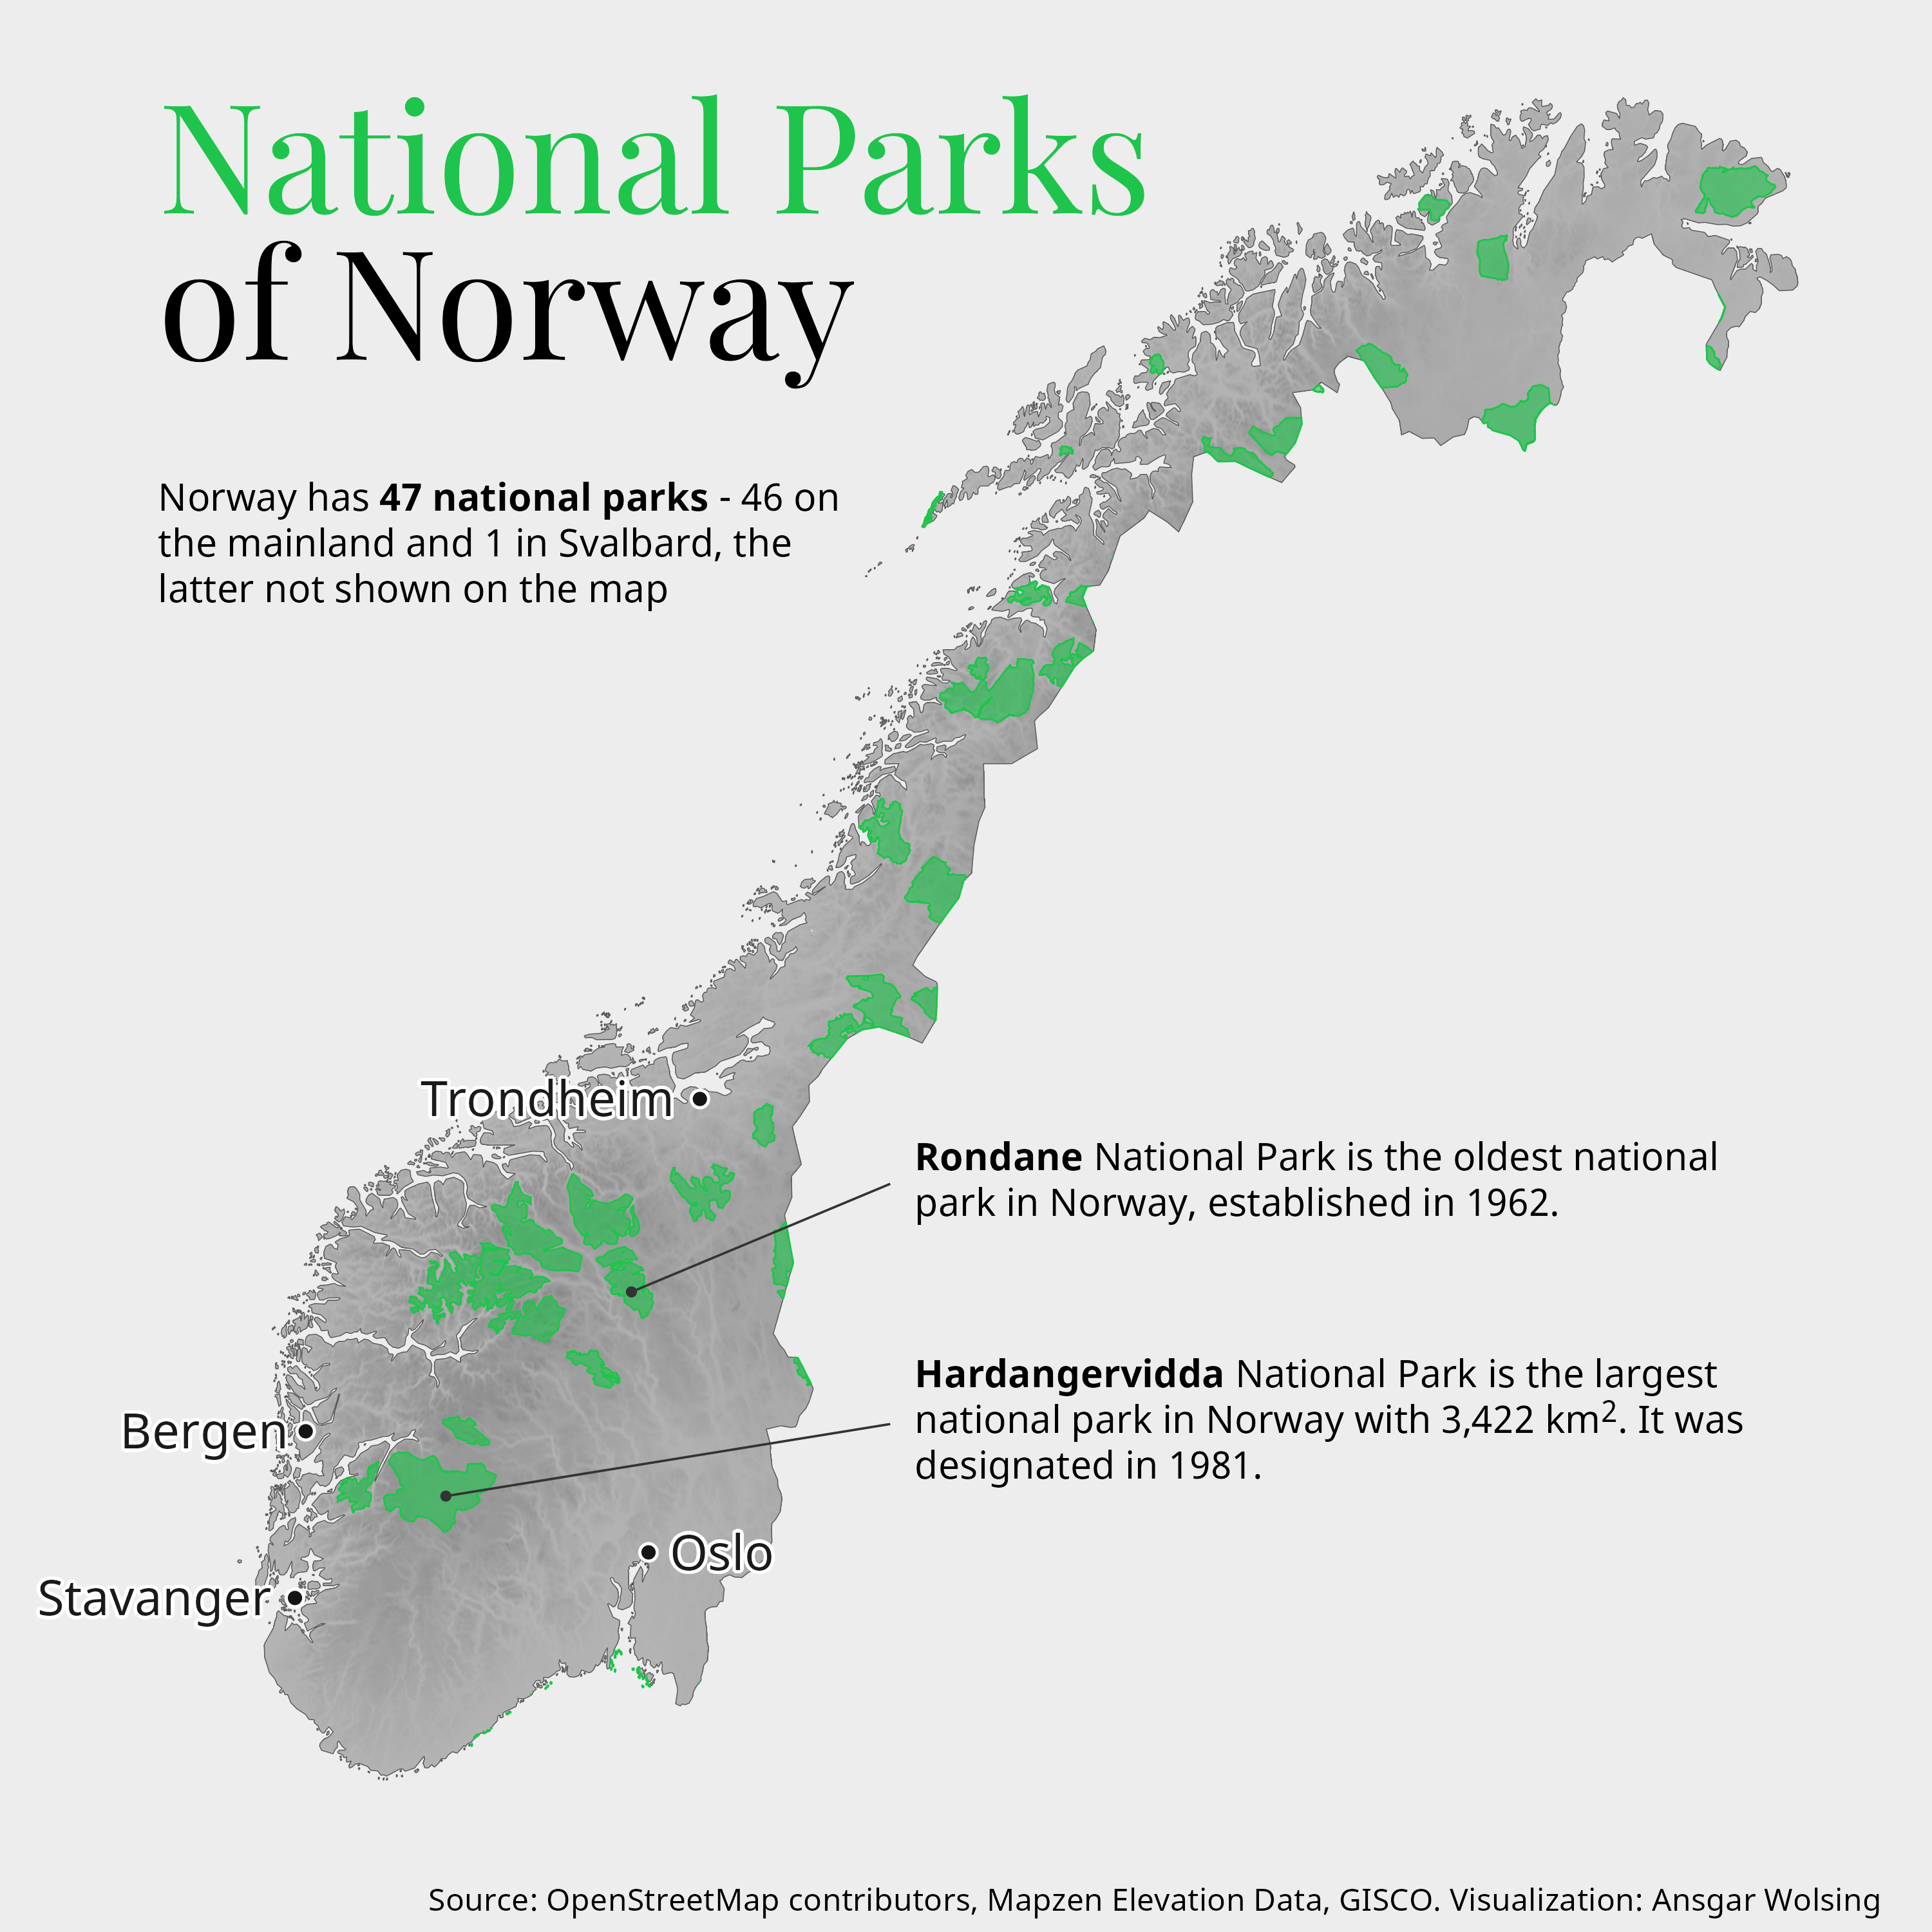 National Parks
of Norway
Norway has 47 national parks - 46 on
the mainland and 1 in Svalbard, the
latter not shown on the map
Trondheim
Rondane National Park is the oldest national
park in Norway, established in 1962.
Hardangervidda National Park is the largest
national park in Norway with 3,422 km². It was
designated in 1981.
Bergen
Oslo
Stavanger
Source: OpenStreetMap contributors, Mapzen Elevation Data, GISCO. Visualization: Ansgar Wolsing